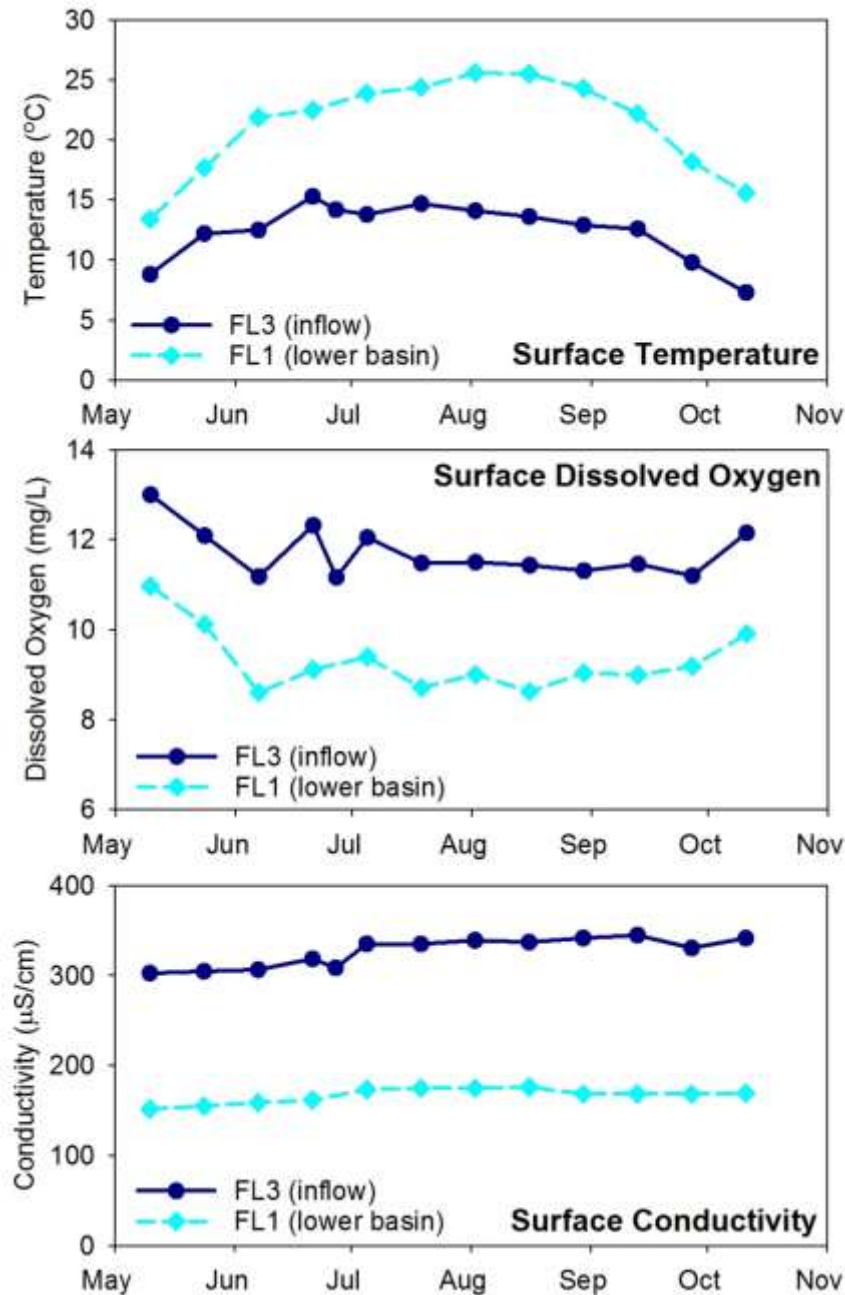 30
25
20
15
10
5
0
Temperature (°C)
FL3 (inflow)
FL1 (lower basin)
Surface Temperature
May Jun Jul Aug Sep Oct Nov
14
12
10
8
6
Dissolved Oxygen (mg/L)
Surface Dissolved Oxygen
FL3 (inflow)
FL1 (lower basin)
May Jun Jul Aug Sep Oct Nov
400
300
200
100
0
Conductivity (µS/cm)
FL3 (inflow)
FL1 (lower basin)
Surface Conductivity
May Jun Jul Aug Sep Oct Nov